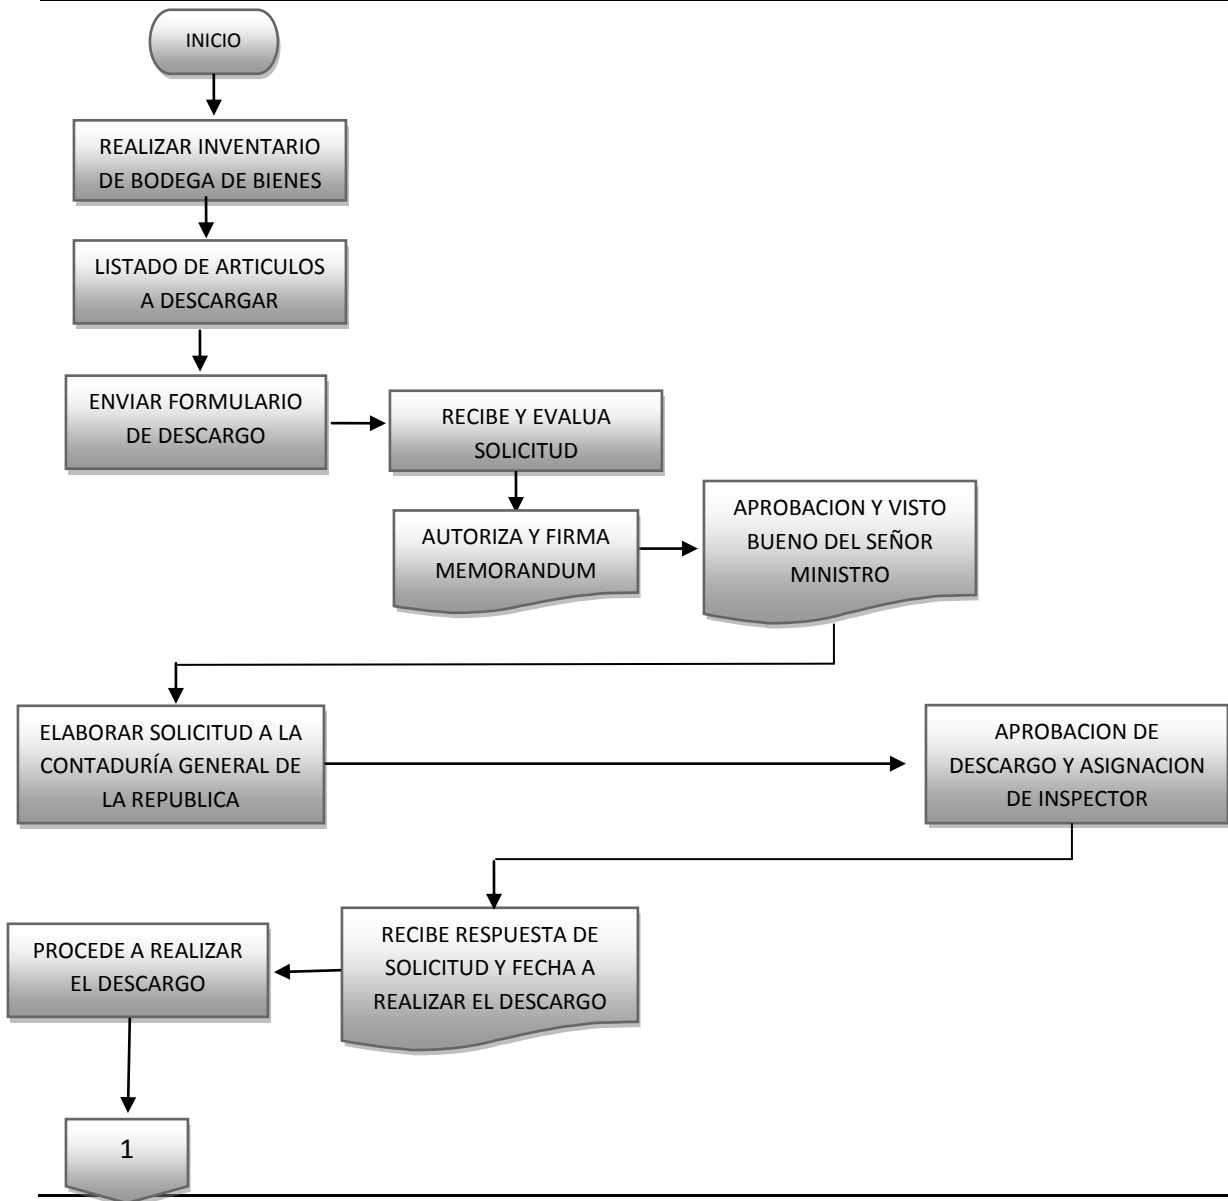 INICIO
REALIZAR INVENTARIO
DE BODEGA DE BIENES
LISTADO DE ARTICULOS
A DESCARGAR
ENVIAR FORMULARIO
DE DESCARGO
RECIBE Y EVALUA
SOLICITUD
AUTORIZA Y FIRMA
MEMORANDUM
APROBACION Y VISTO
BUENO DEL SEÑOR
MINISTRO
ELABORAR SOLICITUD A LA
CONTADURÍA GENERAL DE
LA REPUBLICA
APROBACION DE
DESCARGO Y ASIGNACION
DE INSPECTOR
RECIBE RESPUESTA DE
SOLICITUD Y FECHA A
REALIZAR EL DESCARGO
PROCEDE A REALIZAR
EL DESCARGO
1